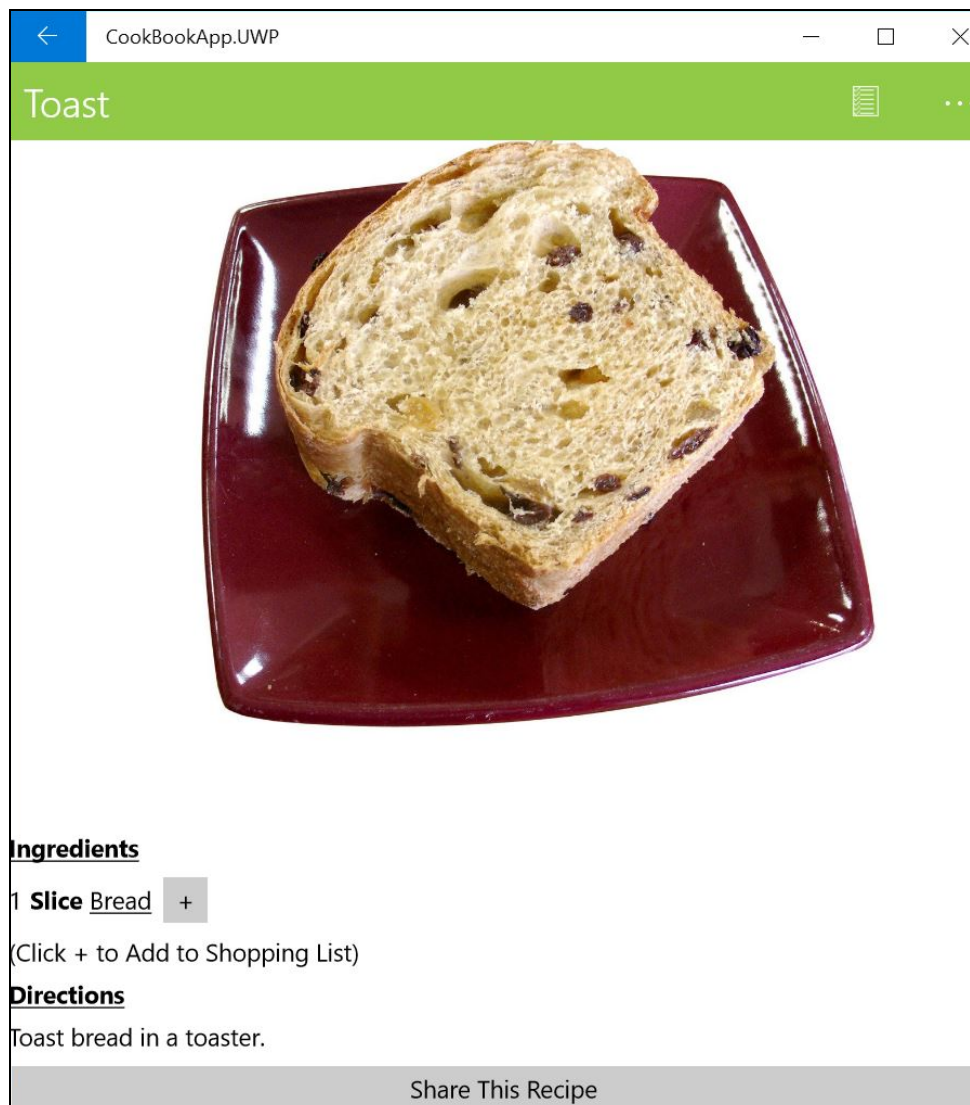 CookBookApp.UWP
Toast
Ingredients
1 Slice Bread +
(Click + to Add to Shopping List)
Directions
Toast bread in a toaster.
Share This Recipe